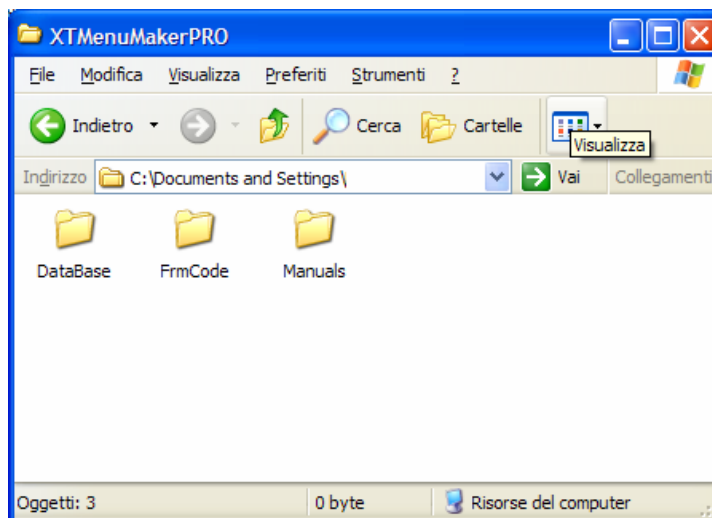 XTMenuMakerPRO
File Modifica Visualizza Preferiti Strumenti ?
Indietro Cerca Cartelle
Visualizza
Indirizzo C:\Documents and Settings\ Vai Collegamenti
DataBase FrmCode Manuals
Oggetti: 3 0 byte Risorse del computer